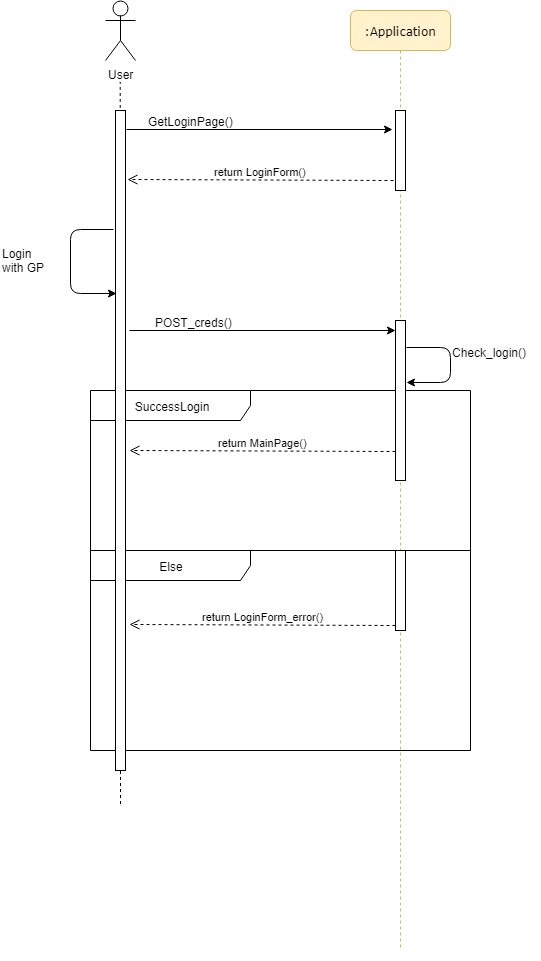 User
:Application
GetLoginPage()
return LoginForm()
Login
with GP
POST_creds()
Check_login()
SuccessLogin
return MainPage()
Else
return LoginForm_error()